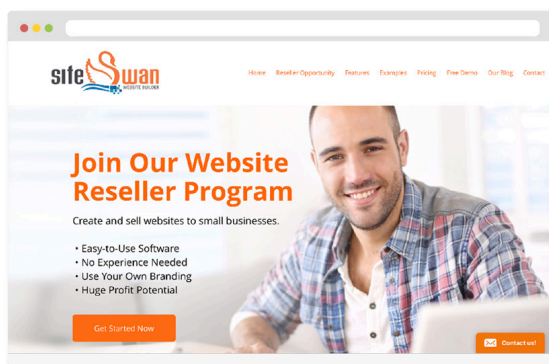 siteSwan
WEBSITE BUILDER
Home Reseller Opportunity Features Examples Pricing Free Demo Our Blog Contact
Join Our Website
Reseller Program
Create and sell websites to small businesses.
• Easy-to-Use Software
• No Experience Needed
• Use Your Own Branding
• Huge Profit Potential
Get Started Now
Contact us!